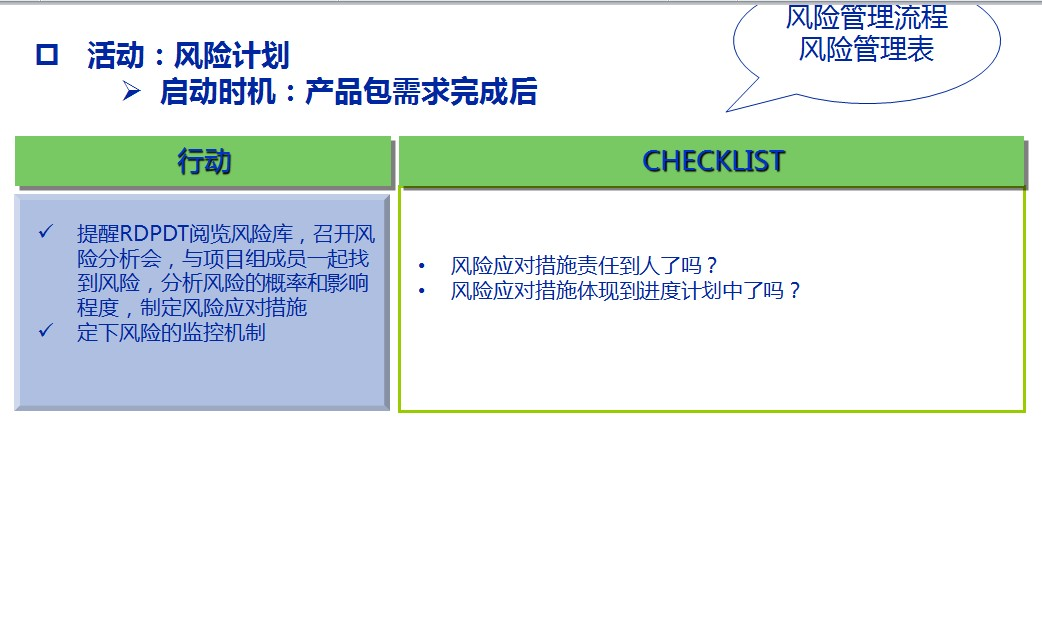 风险管理流程
风险管理表
活动：风险计划
启动时机：产品包需求完成后
行动
CHECKLIST
提醒RDPDT阅览风险库，召开风
险分析会，与项目组成员一起找
到风险，分析风险的概率和影响
程度，制定风险应对措施
定下风险的监控机制
风险应对措施责任到人了吗？
风险应对措施体现到进度计划中了吗？